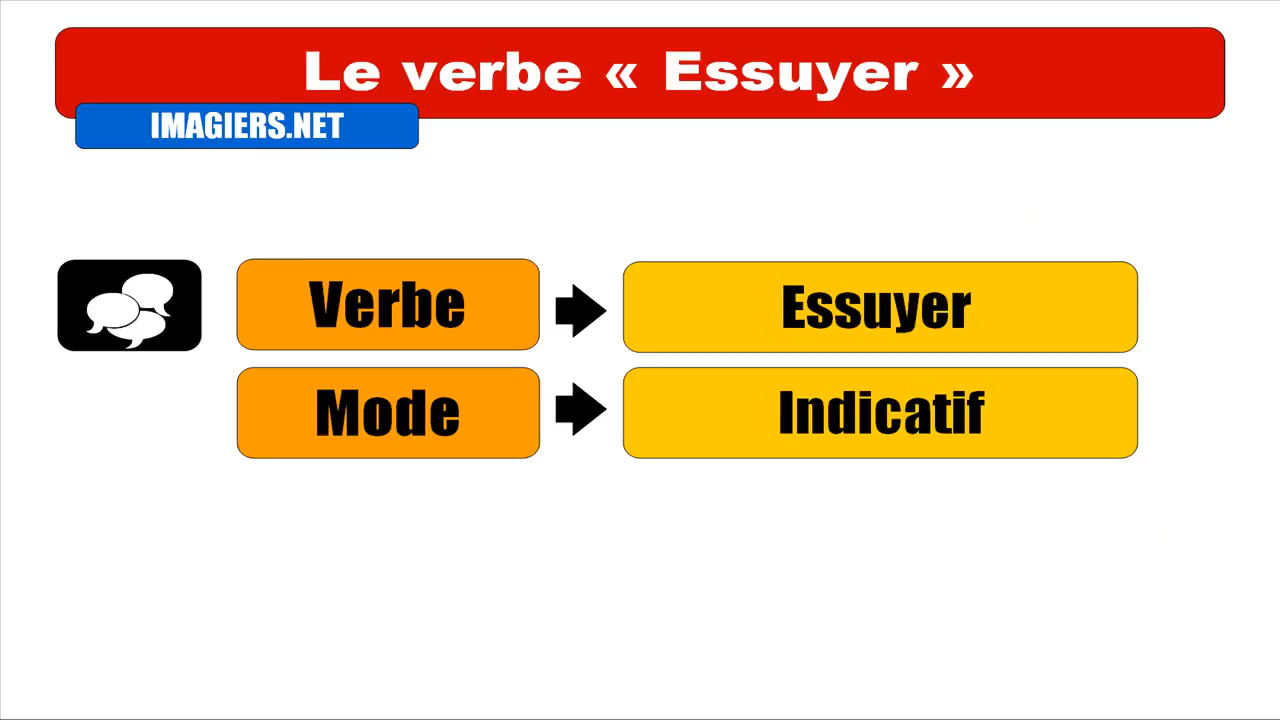 Le verbe « Essuyer »
IMAGIERS.NET
Verbe Essuyer
Mode Indicatif